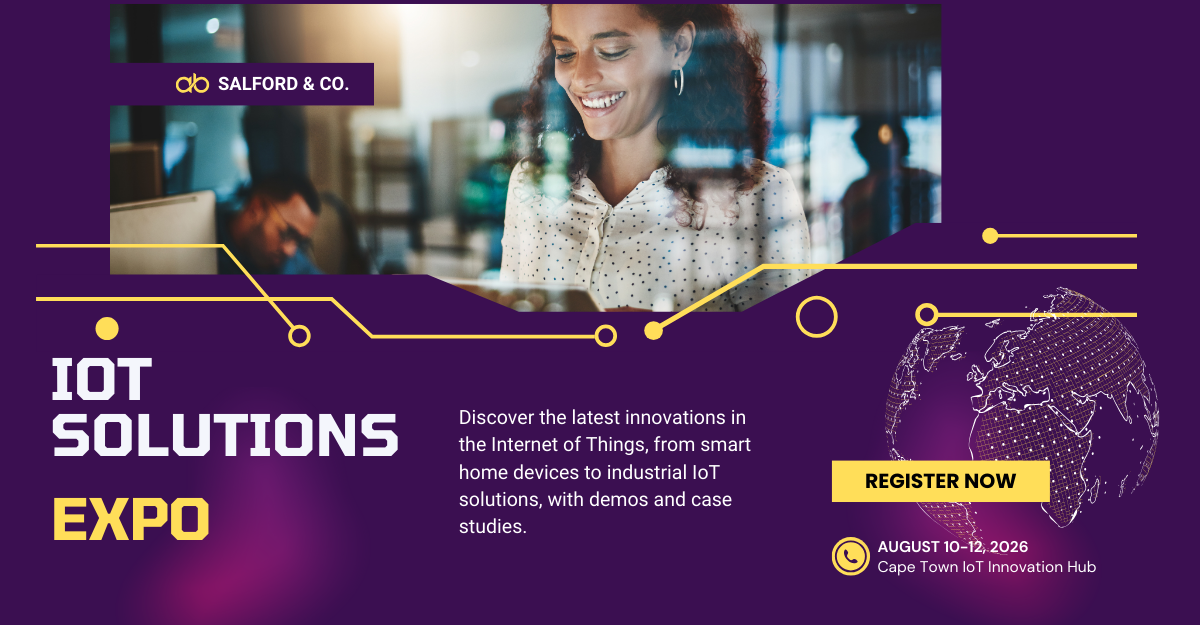 SALFORD & CO.
IOT
SOLUTIONS
EXPO
Discover the latest innovations in
the Internet of Things, from smart
home devices to industrial IoT
solutions, with demos and case
studies.
REGISTER NOW
AUGUST 10-12, 2026
Cape Town IoT Innovation Hub